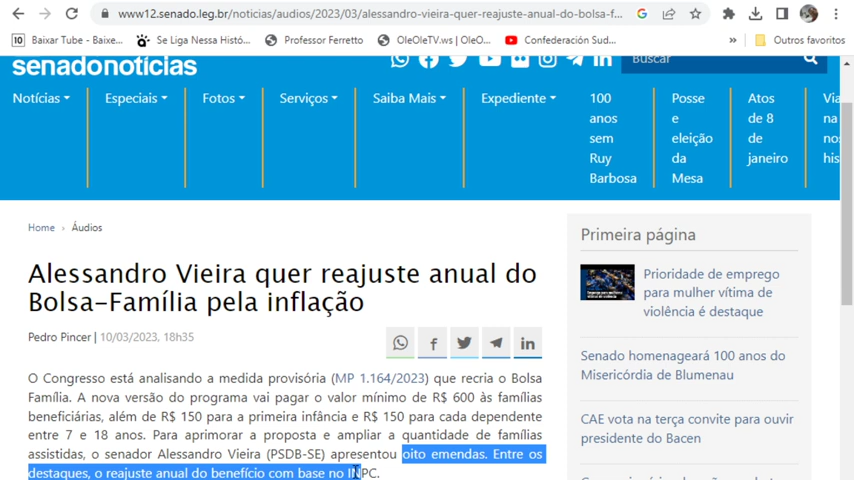 www12.senado.leg.br/noticias/audios/2023/03/alessandro-vieira-quer-reajuste-anual-do-bolsa-f...
Baixar Tube - Baixe... Se Liga Nessa Histó... Professor Ferretto OleOleTV.ws | OleO... Confederación Sud... » Outros favoritos
senadonotícias
Buscar
Notícias Especiais Fotos Serviços Saiba Mais Expediente
100
anos
sem
Ruy
Barbosa
Posse
e
eleição
da
Mesa
Atos
de 8
de
janeiro
Via
na
no
his
Home › Áudios
Alessandro Vieira quer reajuste anual do
Bolsa-Família pela inflação
Pedro Pincer | 10/03/2023, 18h35
O Congresso está analisando a medida provisória (MP 1.164/2023) que recria o Bolsa
Família. A nova versão do programa vai pagar o valor mínimo de R$ 600 às famílias
beneficiárias, além de R$ 150 para a primeira infância e R$ 150 para cada dependente
entre 7 e 18 anos. Para aprimorar a proposta e ampliar a quantidade de famílias
assistidas, o senador Alessandro Vieira (PSDB-SE) apresentou oito emendas. Entre os
destaques, o reajuste anual do benefício com base no INPC.
Primeira página
Prioridade de emprego
para mulher vítima de
violência é destaque
Senado homenageará 100 anos do
Misericórdia de Blumenau
CAE vota na terça convite para ouvir
presidente do Bacen